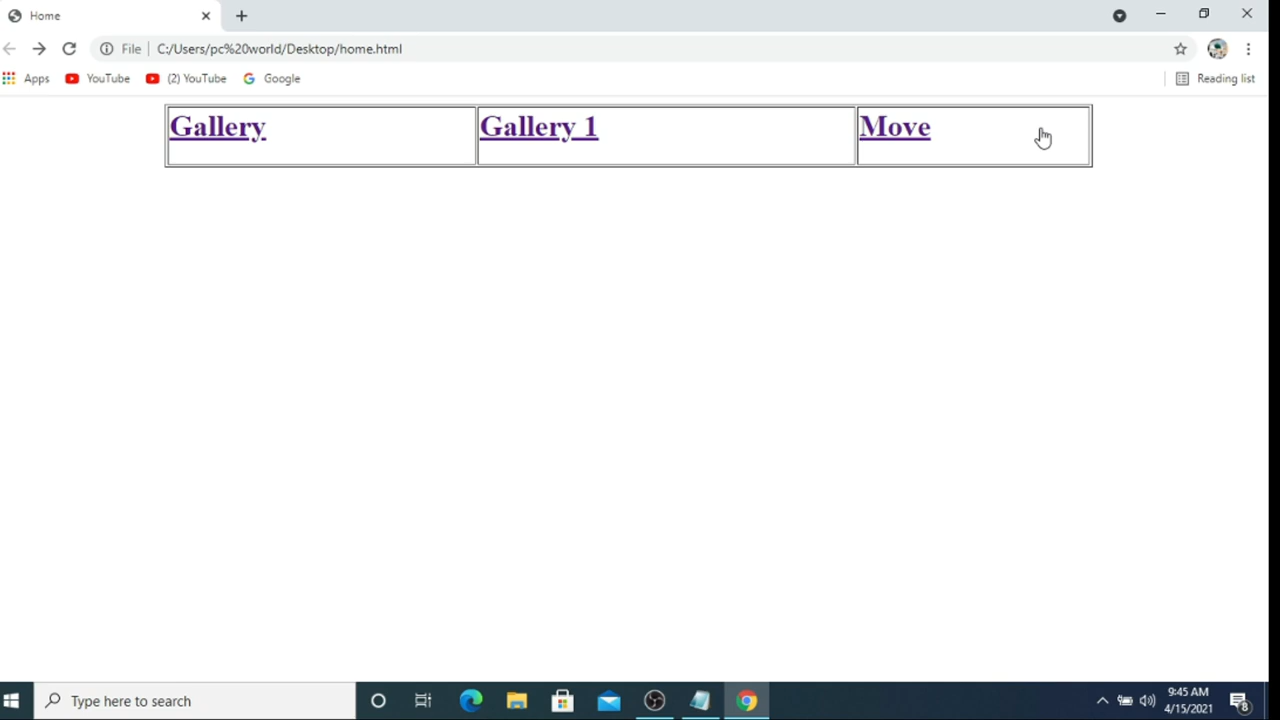 Home
File C:/Users/pc%20world/Desktop/home.html
Apps YouTube (2) YouTube Google Reading list
Gallery Gallery 1 Move
Type here to search
9:45 AM
4/15/2021
8